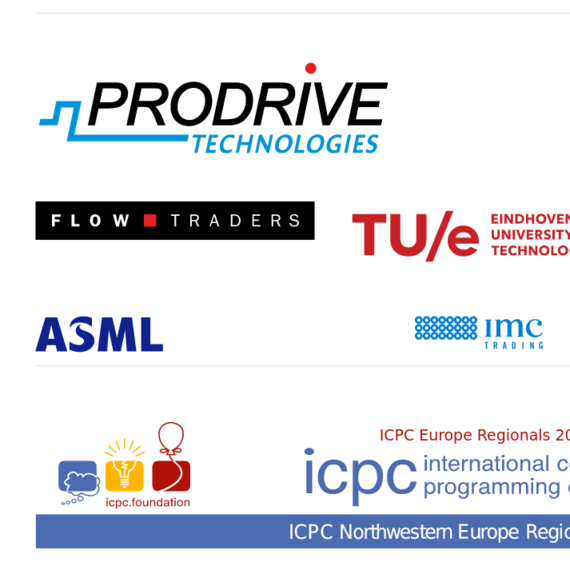 PRODRIVE
TECHNOLOGIES
FLOW TRADERS
TU/e
EINDHOVEN
UNIVERSITY
TECHNOLO
ASML
imc
TRADING
ICPC Europe Regionals 20
icpc.foundation
icpc
international c
programming
ICPC Northwestern Europe Regio